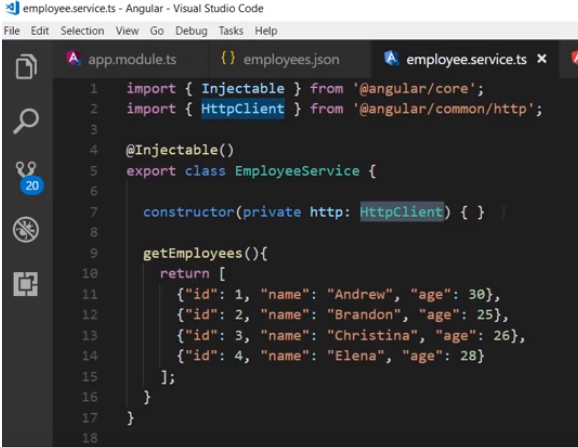 employee.service.ts - Angular - Visual Studio Code
File Edit Selection View Go Debug Tasks Help
app.module.ts {} employees.json employee.service.ts ×
1 import { Injectable } from '@angular/core';
2 import { HttpClient } from '@angular/common/http';
3
4 @Injectable()
5 export class EmployeeService {
6
7 constructor(private http: HttpClient) { }
8
9 getEmployees(){
10 return [
11 {"id": 1, "name": "Andrew", "age": 30},
12 {"id": 2, "name": "Brandon", "age": 25},
13 {"id": 3, "name": "Christina", "age": 26},
14 {"id": 4, "name": "Elena", "age": 28}
15 ];
16 }
17 }
18
20